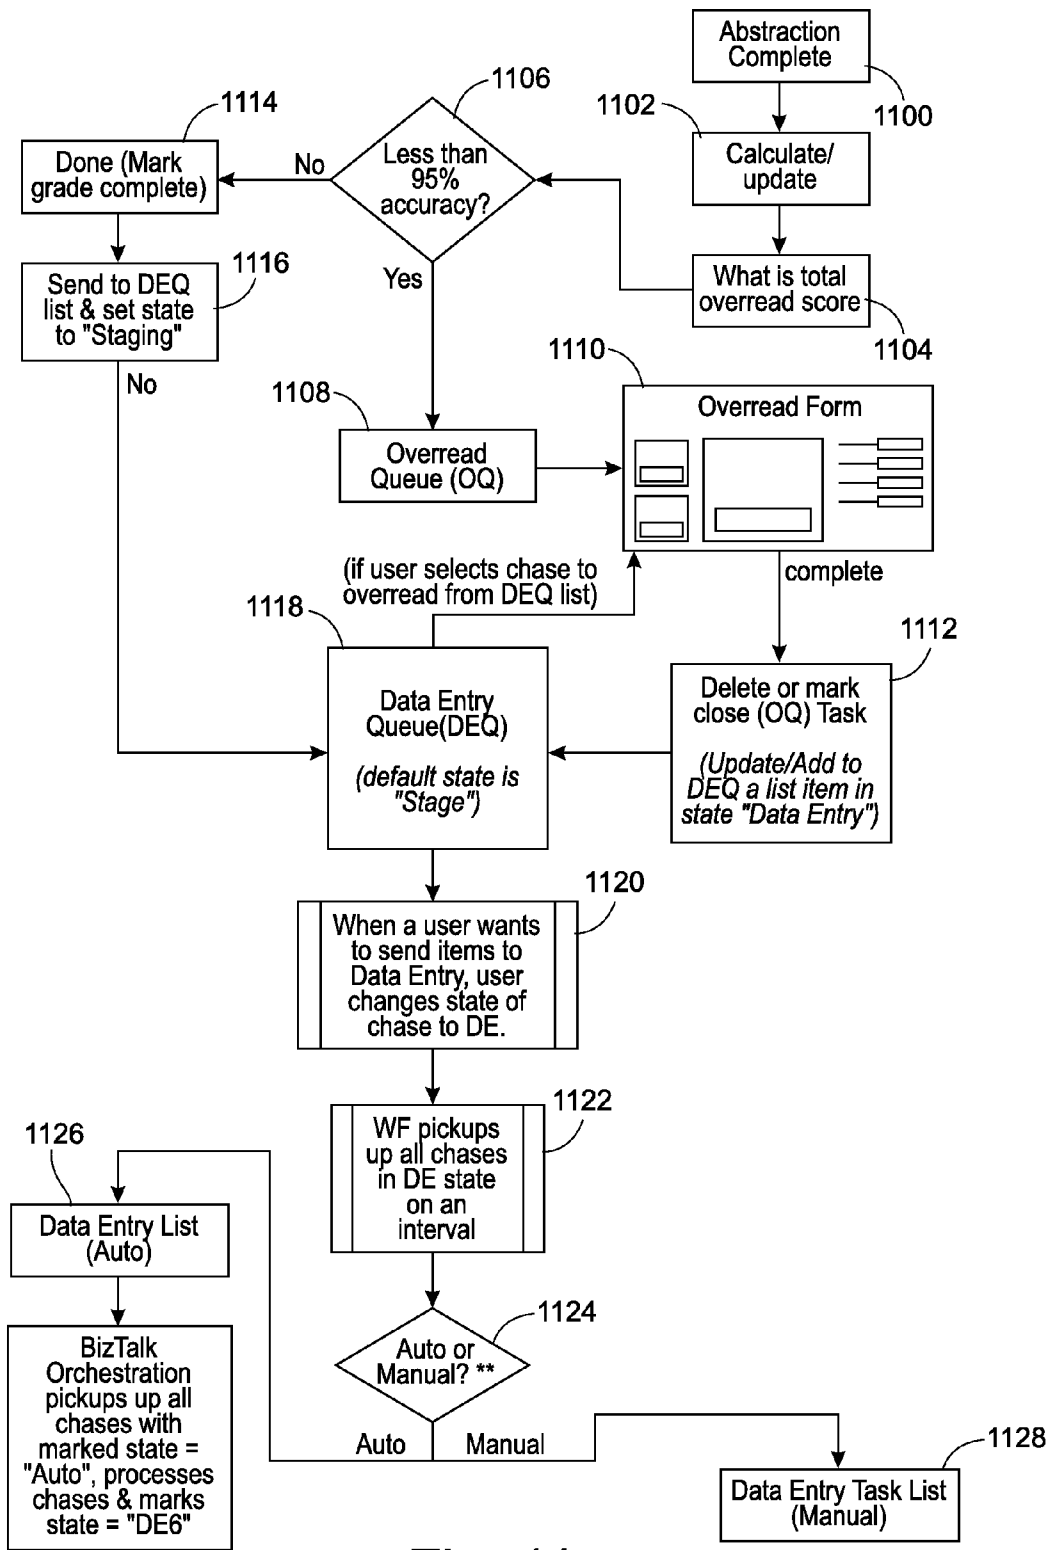 Abstraction
Complete
1100
1102
Calculate/
update
What is total
overread score
1104
1106
Less than
95%
accuracy?
No
Yes
1114
Done (Mark
grade complete)
1116
Send to DEQ
list & set state
to "Staging"
No
1108
Overread
Queue (OQ)
1110
Overread Form
complete
(if user selects chase to
overread from DEQ list)
1112
Delete or mark
close (OQ) Task
(Update/Add to
DEQ a list item in
state "Data Entry")
1118
Data Entry
Queue(DEQ)
(default state is
"Stage")
1120
When a user wants
to send items to
Data Entry, user
changes state of
chase to DE.
1122
WF pickups
up all chases
in DE state
on an
interval
1124
Auto or
Manual? **
Auto
Manual
1126
Data Entry List
(Auto)
BizTalk
Orchestration
pickups up all
chases with
marked state =
"Auto", processes
chases & marks
state = "DE6"
1128
Data Entry Task List
(Manual)